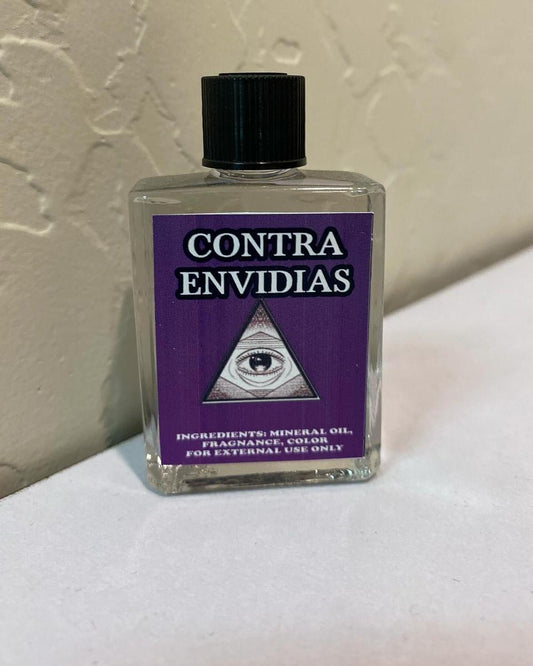 CONTRA
ENVIDIAS
INGREDIENTS: MINERAL OIL,
FRAGNANCE, COLOR
FOR EXTERNAL USE ONLY